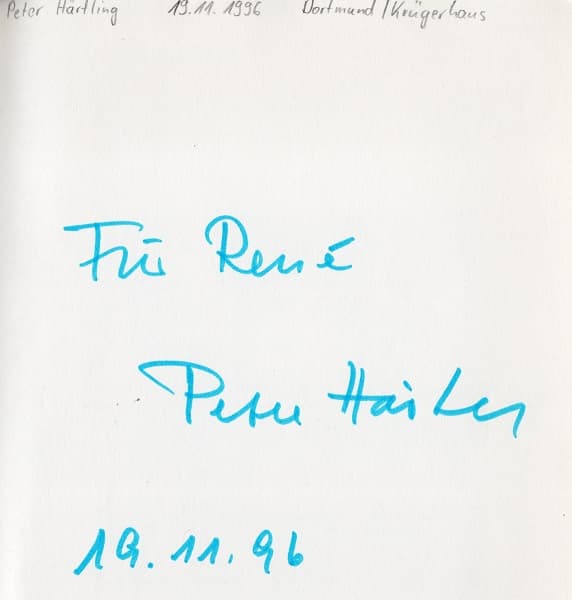 Peter Härtling 19.11.1996 Dortmund/Krügerhaus
Für René
Peter Härtling
19.11.96